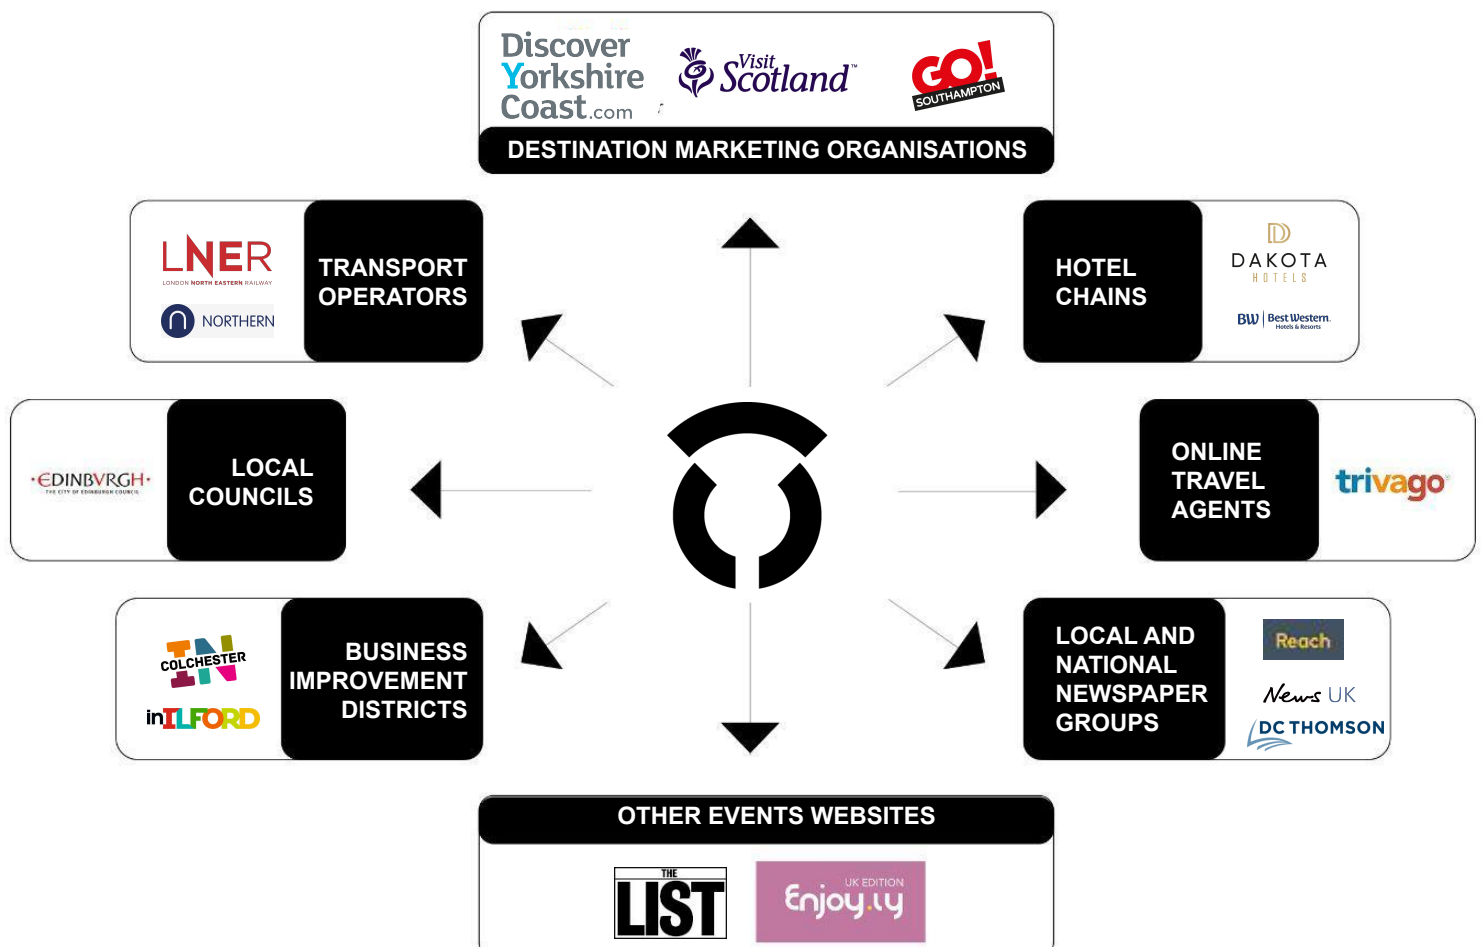 Discover
Yorkshire
Coast.com
Visit
Scotland™
GO!
SOUTHAMPTON
DESTINATION MARKETING ORGANISATIONS
LNER
LONDON NORTH EASTERN RAILWAY
NORTHERN
TRANSPORT
OPERATORS
HOTEL
CHAINS
DAKOTA
HOTELS
BW Best Western.
Hotels & Resorts
·EDINBVRGH·
THE CITY OF EDINBURGH COUNCIL
LOCAL
COUNCILS
ONLINE
TRAVEL
AGENTS
trivago
IN
COLCHESTER
inILFORD
BUSINESS
IMPROVEMENT
DISTRICTS
LOCAL AND
NATIONAL
NEWSPAPER
GROUPS
Reach
News UK
DC THOMSON
OTHER EVENTS WEBSITES
THE
LIST
UK EDITION
Enjoy.ly